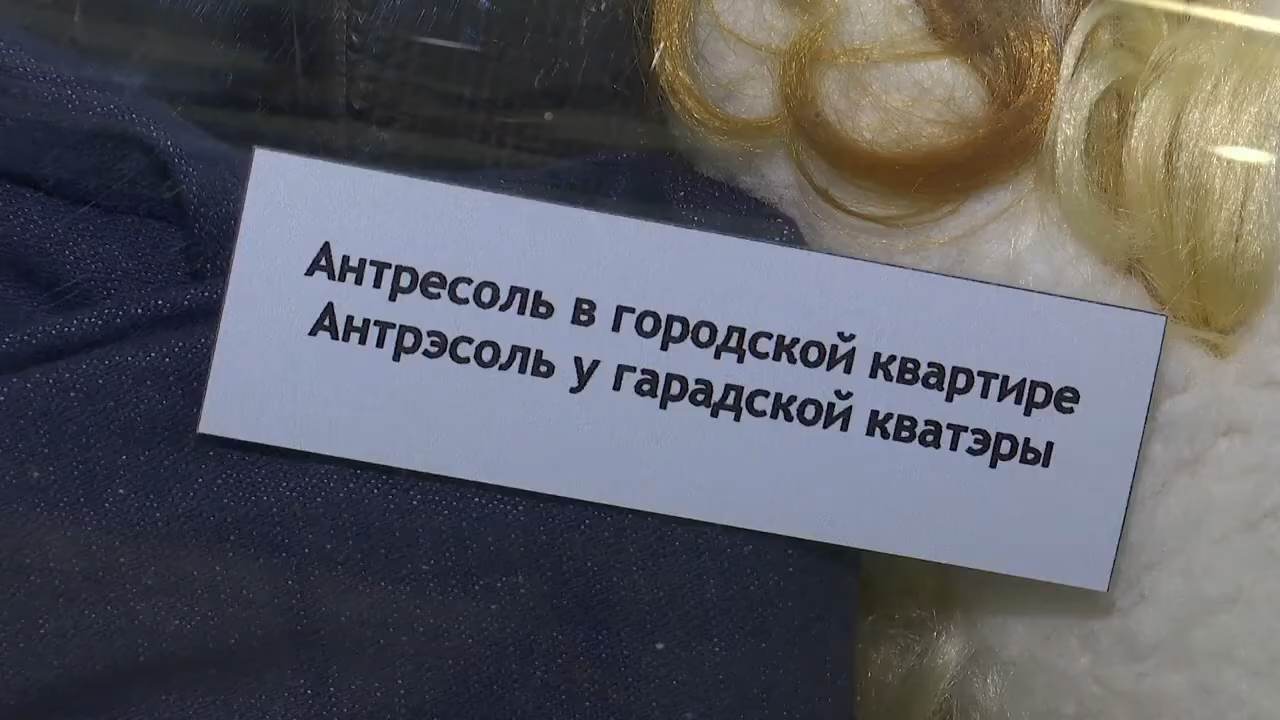 Антресоль в городской квартире
Антрэсоль у гарадской кватэры